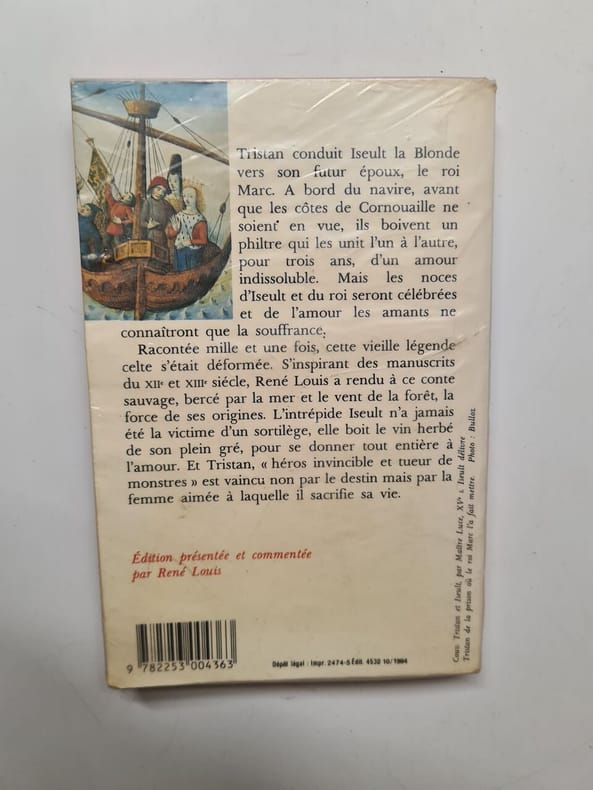 Tristan conduit Iseult la Blonde
vers son futur époux, le roi
Marc. A bord du navire, avant
que les côtes de Cornouaille ne
soient en vue, ils boivent un
philtre qui les unit l'un à l'autre,
pour trois ans, d'un amour
indissoluble. Mais les noces
d'Iseult et du roi seront célébrées
et de l'amour les amants ne
connaîtront que la souffrance.
Racontée mille et une fois, cette vieille légende
celte s'était déformée. S'inspirant des manuscrits
du XIIe et XIIIe siècle, René Louis a rendu à ce conte
sauvage, bercé par la mer et le vent de la forêt, la
force de ses origines. L'intrépide Iseult n'a jamais
été la victime d'un sortilège, elle boit le vin herbé
de son plein gré, pour se donner tout entière à
l'amour. Et Tristan, « héros invincible et tueur de
monstres » est vaincu non par le destin mais par la
femme aimée à laquelle il sacrifie sa vie.
Édition présentée et commentée
par René Louis
9 782253 004363
Dépôt légal : Impr. 2474-5 Édit. 4532 10/1984
Couv. Tristan et Iseult, par Maître Luce, XVe s. Iseult délivre
Tristan de la prison où le roi Marc l'a fait mettre. Photo : Bulloz.